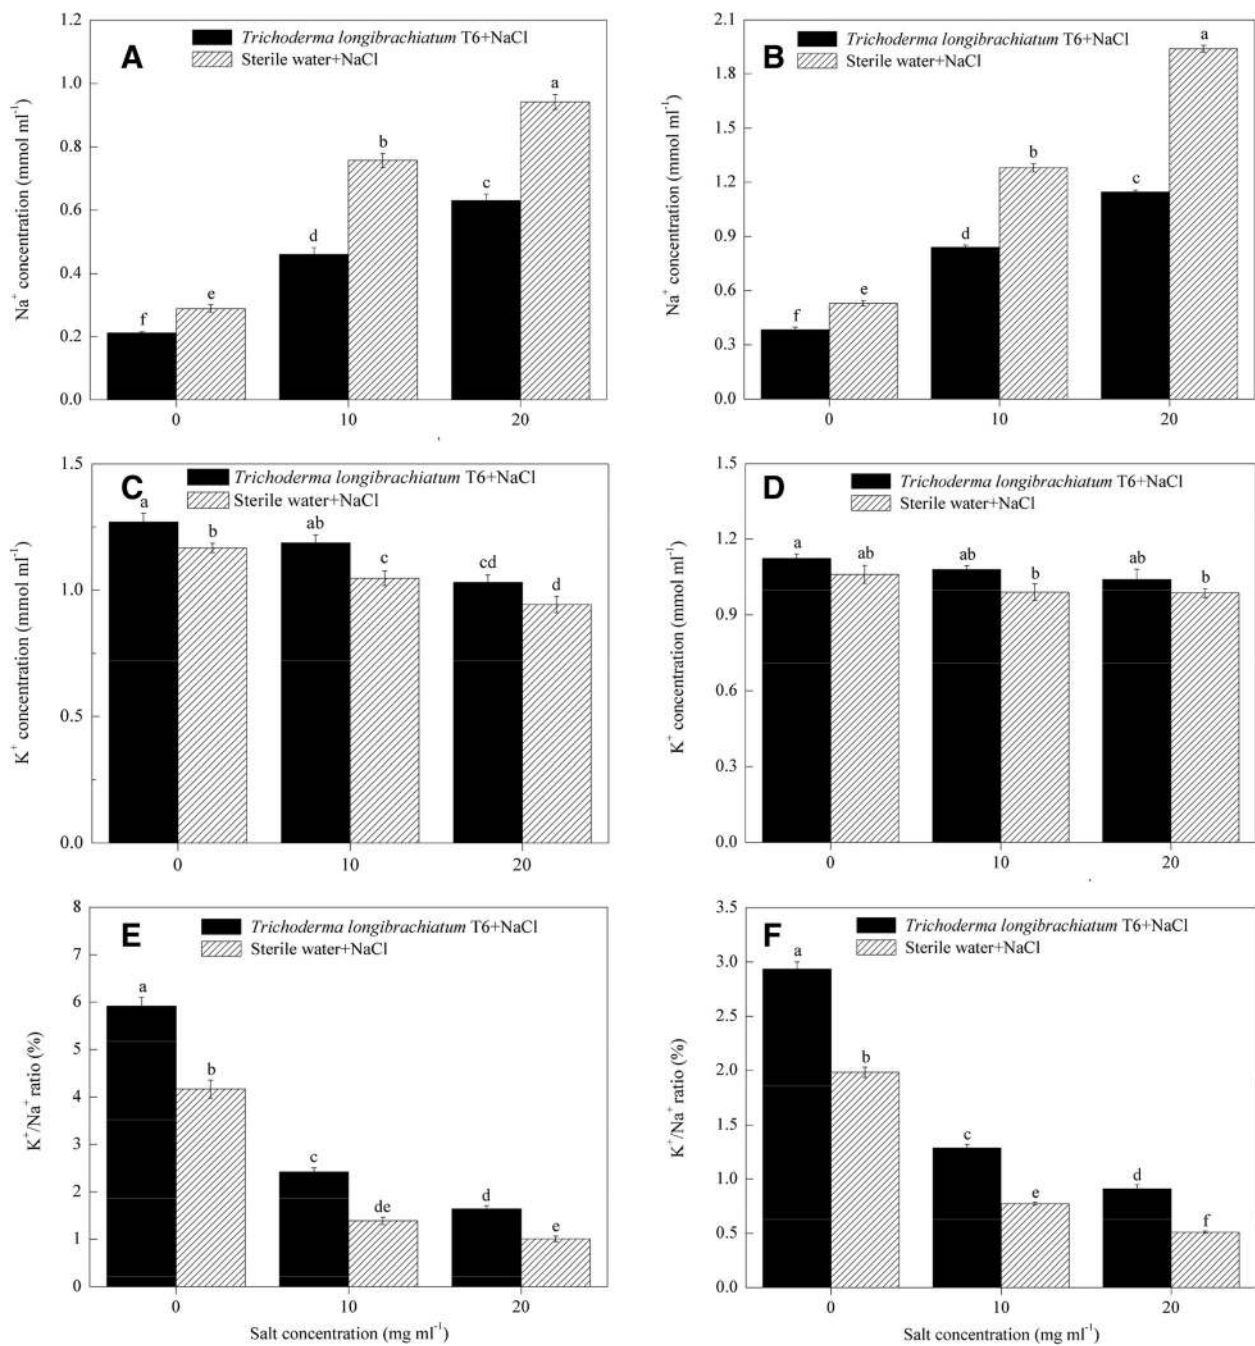 A
Trichoderma longibrachiatum T6+NaCl
Sterile water+NaCl
Na⁺ concentration (mmol ml⁻¹)
1.2
1.0
0.8
0.6
0.4
0.2
0.0
f
e
d
b
c
a
0
10
20
B
Trichoderma longibrachiatum T6+NaCl
Sterile water+NaCl
Na⁺ concentration (mmol ml⁻¹)
2.1
1.8
1.5
1.2
0.9
0.6
0.3
0.0
f
e
d
b
c
a
0
10
20
C
Trichoderma longibrachiatum T6+NaCl
Sterile water+NaCl
K⁺ concentration (mmol ml⁻¹)
1.5
1.0
0.5
0.0
a
b
ab
c
cd
d
0
10
20
D
Trichoderma longibrachiatum T6+NaCl
Sterile water+NaCl
K⁺ concentration (mmol ml⁻¹)
1.5
1.2
0.9
0.6
0.3
0.0
a
ab
ab
b
ab
b
0
10
20
E
Trichoderma longibrachiatum T6+NaCl
Sterile water+NaCl
K⁺/Na⁺ ratio (%)
8
7
6
5
4
3
2
1
0
a
b
c
de
d
e
0
10
20
Salt concentration (mg ml⁻¹)
F
Trichoderma longibrachiatum T6+NaCl
Sterile water+NaCl
K⁺/Na⁺ ratio (%)
3.5
3.0
2.5
2.0
1.5
1.0
0.5
0.0
a
b
c
e
d
f
0
10
20
Salt concentration (mg ml⁻¹)